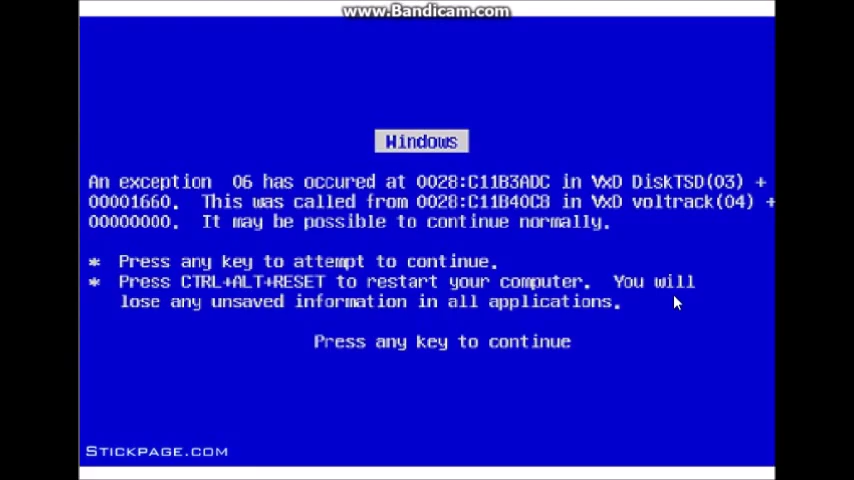 www.Bandicam.com
Windows
An exception 06 has occured at 0028:C11B3ADC in VxD DiskTSD(03) +
00001660. This was called from 0028:C11B40C8 in VxD voltrack(04) +
00000000. It may be possible to continue normally.
* Press any key to attempt to continue.
* Press CTRL+ALT+RESET to restart your computer. You will
lose any unsaved information in all applications.
Press any key to continue
STICKPAGE.COM